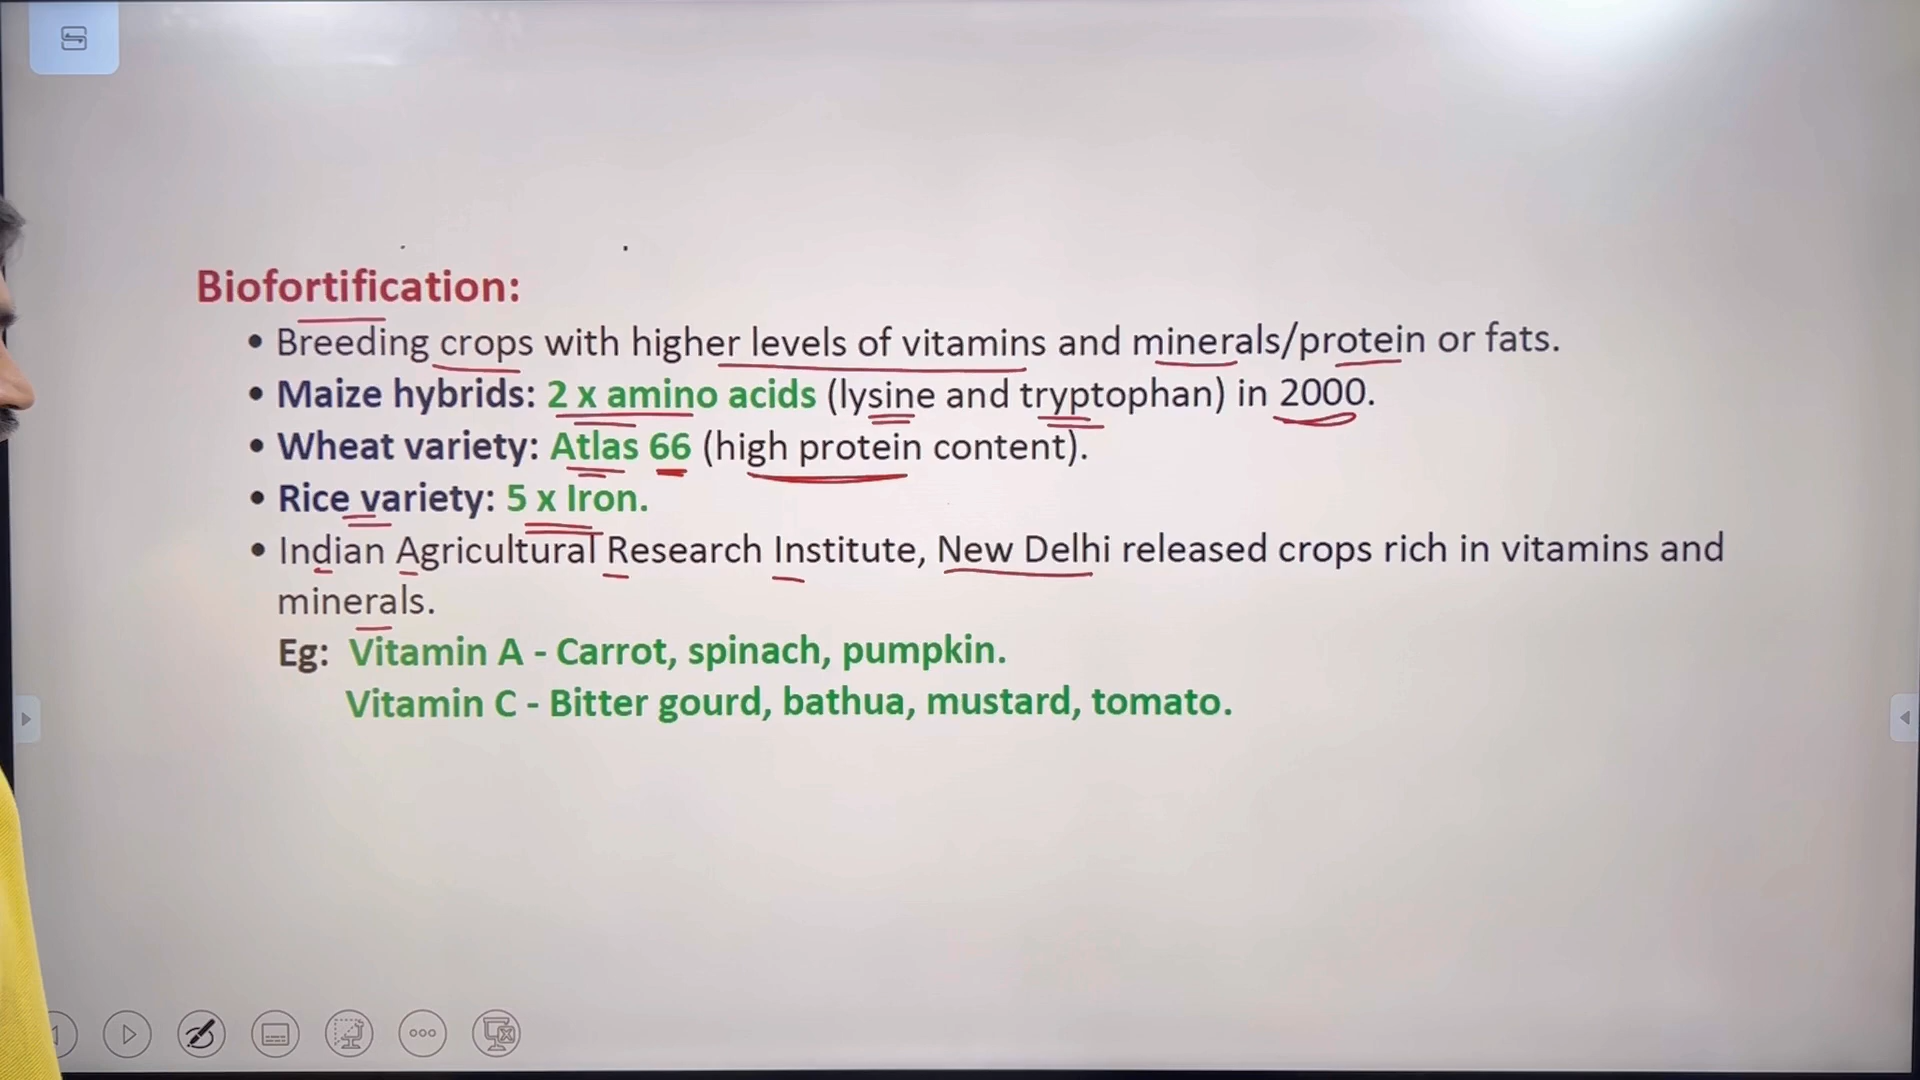 Biofortification:
• Breeding crops with higher levels of vitamins and minerals/protein or fats.
• Maize hybrids: 2 x amino acids (lysine and tryptophan) in 2000.
• Wheat variety: Atlas 66 (high protein content).
• Rice variety: 5 x Iron.
• Indian Agricultural Research Institute, New Delhi released crops rich in vitamins and
minerals.
Eg: Vitamin A - Carrot, spinach, pumpkin.
Vitamin C - Bitter gourd, bathua, mustard, tomato.